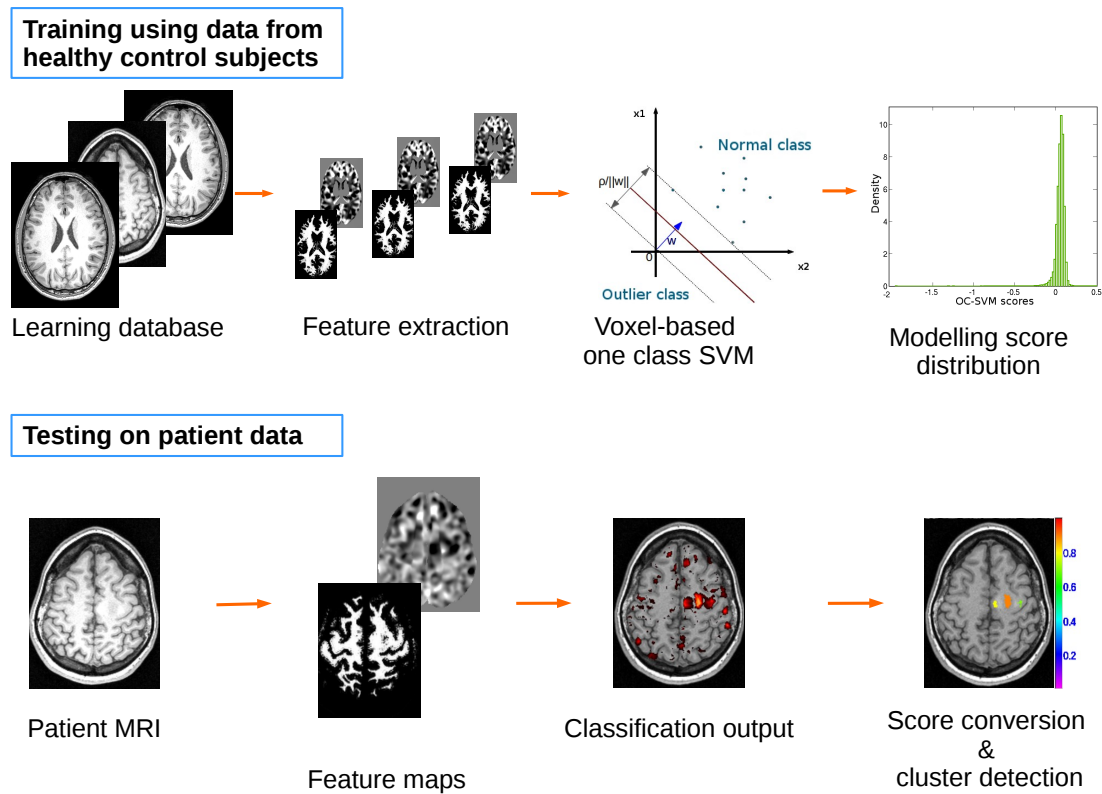 Training using data from
healthy control subjects
Learning database
Feature extraction
x1
Normal class
ρ/||w||
w
0
x2
Outlier class
Voxel-based
one class SVM
Density
10
8
6
4
2
0
-2
-1.5
-1
-0.5
0
0.5
OC-SVM scores
Modelling score
distribution
Testing on patient data
Patient MRI
Feature maps
Classification output
0.8
0.6
0.4
0.2
Score conversion
&
cluster detection